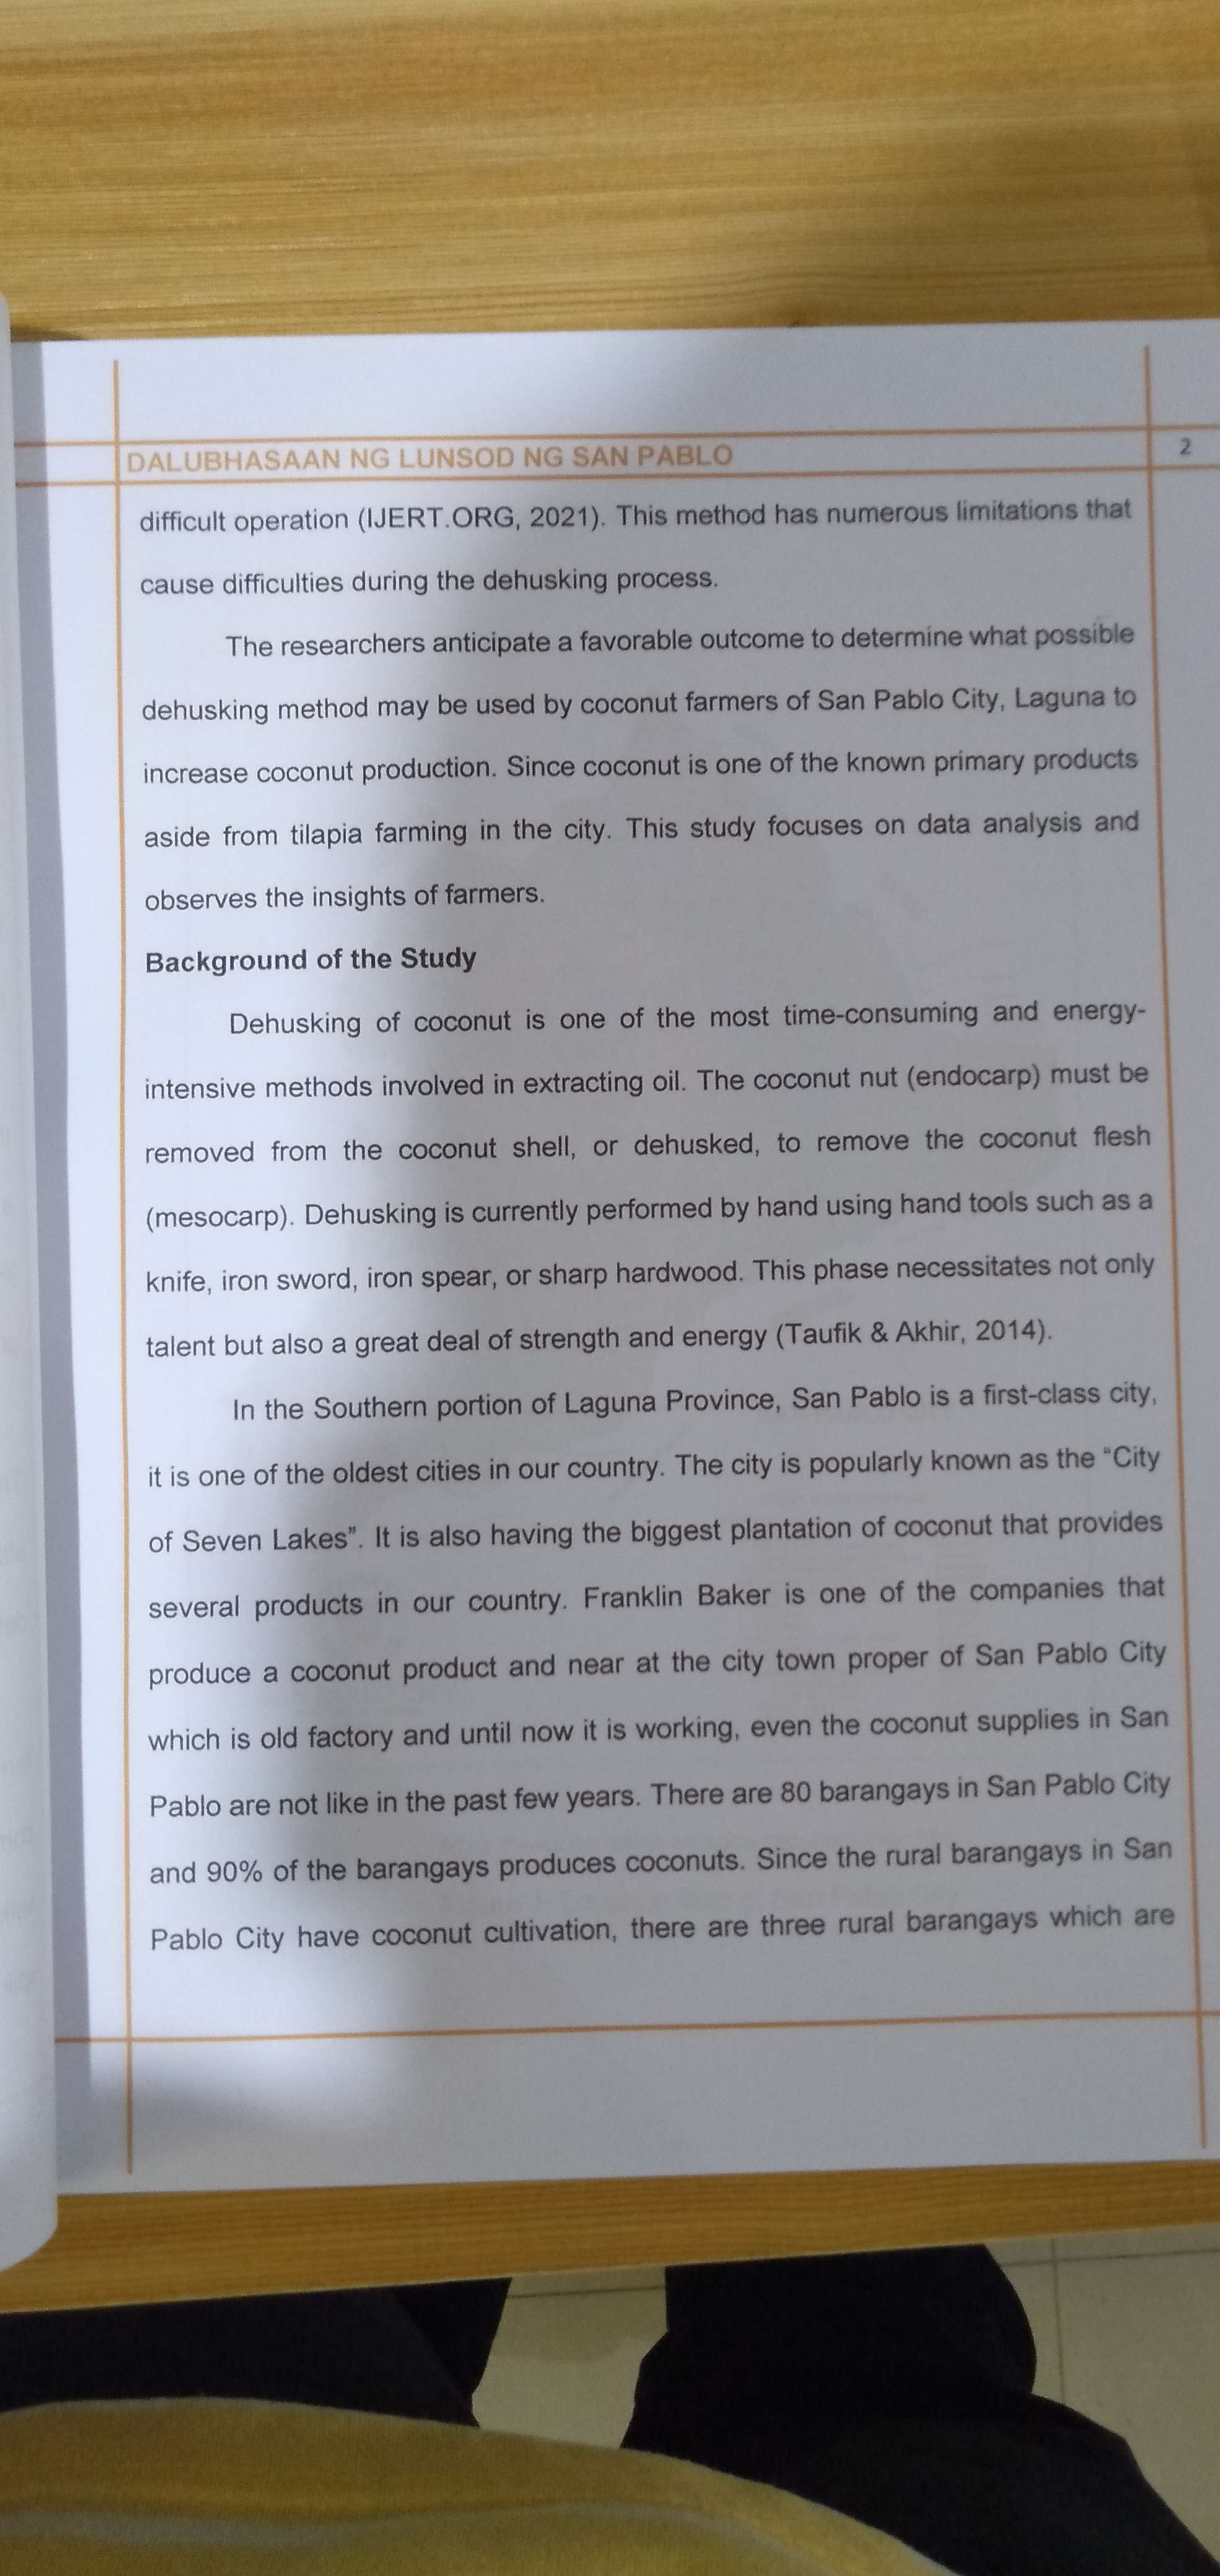 DALUBHASAAN NG LUNSOD NG SAN PABLO
2
difficult operation (IJERT.ORG, 2021). This method has numerous limitations that
cause difficulties during the dehusking process.
The researchers anticipate a favorable outcome to determine what possible
dehusking method may be used by coconut farmers of San Pablo City, Laguna to
increase coconut production. Since coconut is one of the known primary products
aside from tilapia farming in the city. This study focuses on data analysis and
observes the insights of farmers.
Background of the Study
Dehusking of coconut is one of the most time-consuming and energy-
intensive methods involved in extracting oil. The coconut nut (endocarp) must be
removed from the coconut shell, or dehusked, to remove the coconut flesh
(mesocarp). Dehusking is currently performed by hand using hand tools such as a
knife, iron sword, iron spear, or sharp hardwood. This phase necessitates not only
talent but also a great deal of strength and energy (Taufik & Akhir, 2014).
In the Southern portion of Laguna Province, San Pablo is a first-class city,
it is one of the oldest cities in our country. The city is popularly known as the “City
of Seven Lakes”. It is also having the biggest plantation of coconut that provides
several products in our country. Franklin Baker is one of the companies that
produce a coconut product and near at the city town proper of San Pablo City
which is old factory and until now it is working, even the coconut supplies in San
Pablo are not like in the past few years. There are 80 barangays in San Pablo City
and 90% of the barangays produces coconuts. Since the rural barangays in San
Pablo City have coconut cultivation, there are three rural barangays which are